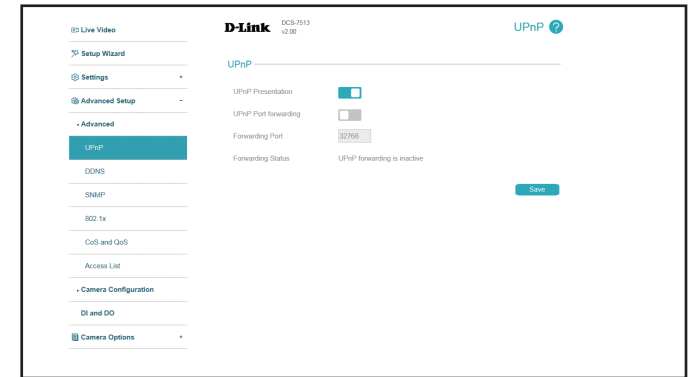 Live Video
Setup Wizard
Settings +
Advanced Setup -
Advanced
UPnP
DDNS
SNMP
802.1x
CoS and QoS
Access List
Camera Configuration
DI and DO
Camera Options +
D-Link DCS-7513
v2.00
UPnP ?
UPnP
UPnP Presentation
UPnP Port forwarding
Forwarding Port 32768
Forwarding Status UPnP forwarding is inactive
Save